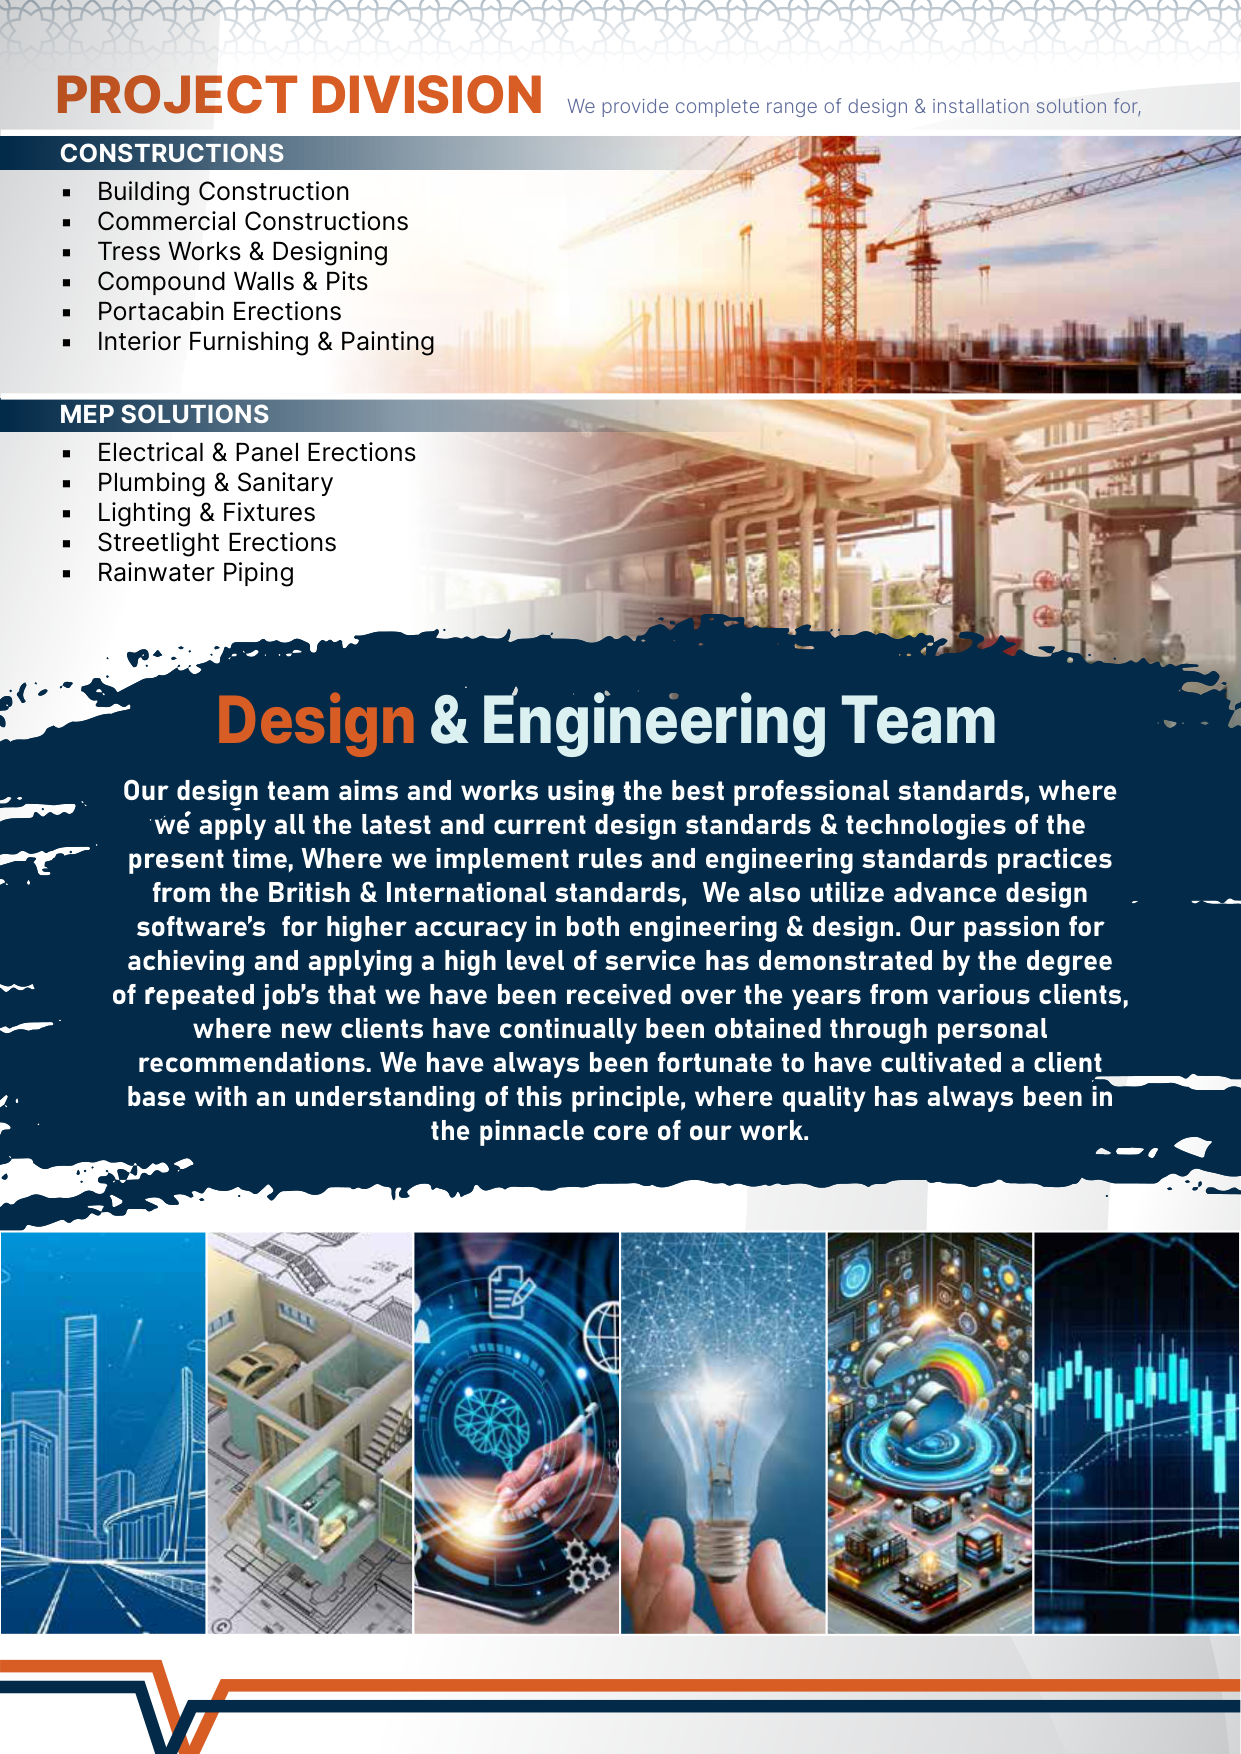 PROJECT DIVISION We provide complete range of design & installation solution for,
CONSTRUCTIONS
▪ Building Construction
▪ Commercial Constructions
▪ Tress Works & Designing
▪ Compound Walls & Pits
▪ Portacabin Erections
▪ Interior Furnishing & Painting
MEP SOLUTIONS
▪ Electrical & Panel Erections
▪ Plumbing & Sanitary
▪ Lighting & Fixtures
▪ Streetlight Erections
▪ Rainwater Piping
Design & Engineering Team
Our design team aims and works using the best professional standards, where
we apply all the latest and current design standards & technologies of the
present time, Where we implement rules and engineering standards practices
from the British & International standards,  We also utilize advance design
software's  for higher accuracy in both engineering & design. Our passion for
achieving and applying a high level of service has demonstrated by the degree
of repeated job's that we have been received over the years from various clients,
where new clients have continually been obtained through personal
recommendations. We have always been fortunate to have cultivated a client
base with an understanding of this principle, where quality has always been in
the pinnacle core of our work.